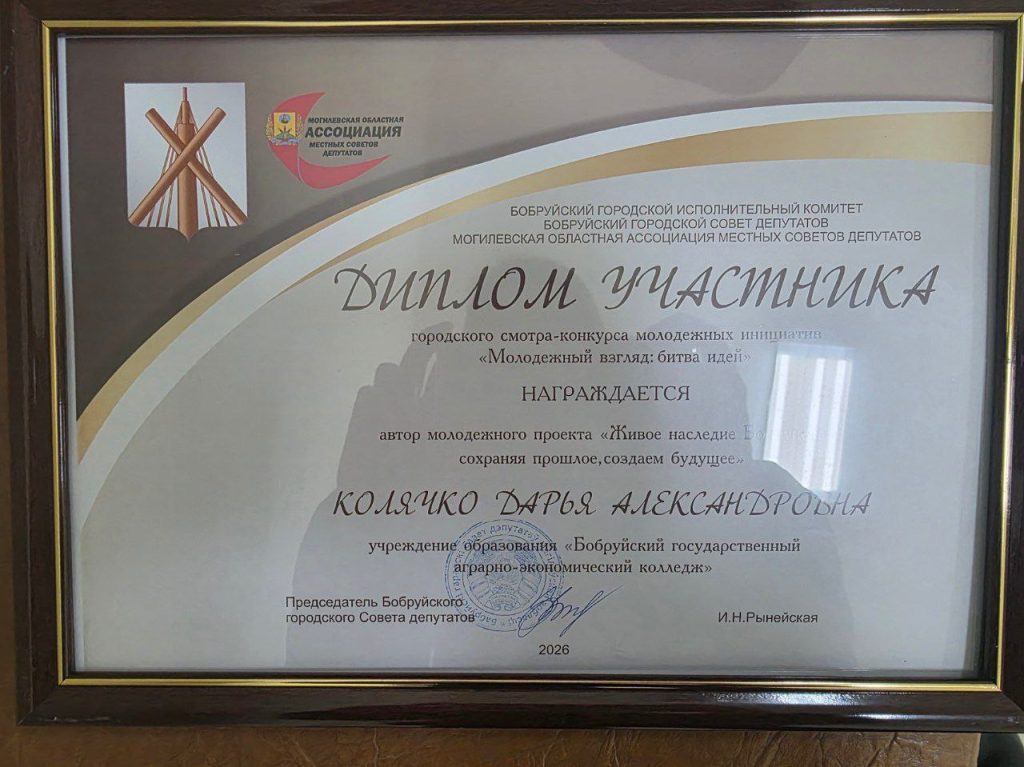 МОГИЛЕВСКАЯ ОБЛАСТНАЯ
АССОЦИАЦИЯ
МЕСТНЫХ СОВЕТОВ
ДЕПУТАТОВ
БОБРУЙСКИЙ ГОРОДСКОЙ ИСПОЛНИТЕЛЬНЫЙ КОМИТЕТ
БОБРУЙСКИЙ ГОРОДСКОЙ СОВЕТ ДЕПУТАТОВ
МОГИЛЕВСКАЯ ОБЛАСТНАЯ АССОЦИАЦИЯ МЕСТНЫХ СОВЕТОВ ДЕПУТАТОВ
ДИПЛОМ УЧАСТНИКА
городского смотра-конкурса молодежных инициатив
«Молодежный взгляд: битва идей»
НАГРАЖДАЕТСЯ
автор молодежного проекта «Живое наследие
сохраняя прошлое, создаем будущее»
КОЛЯЧКО ДАРЬЯ АЛЕКСАНДРОВНА
учреждение образования «Бобруйский государственный
аграрно-экономический колледж»
Председатель Бобруйского
городского Совета депутатов
И.Н.Рынейская
2026